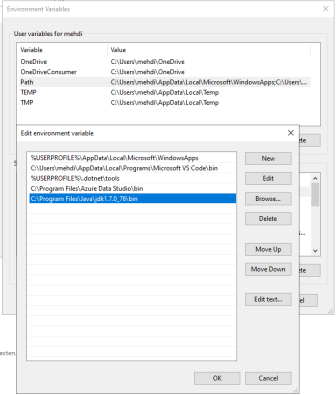 Environment Variables
User variables for mehdi
Variable Value
OneDrive C:\Users\mehdi\OneDrive
OneDriveConsumer C:\Users\mehdi\OneDrive
Path C:\Users\mehdi\AppData\Local\Microsoft\WindowsApps;C:\Users\...
TEMP C:\Users\mehdi\AppData\Local\Temp
TMP C:\Users\mehdi\AppData\Local\Temp
Edit environment variable
%USERPROFILE%\AppData\Local\Microsoft\WindowsApps
C:\Users\mehdi\AppData\Local\Programs\Microsoft VS Code\bin
%USERPROFILE%\.dotnet\tools
C:\Program Files\Azure Data Studio\bin
C:\Program Files\Java\jdk1.7.0_76\bin
New
Edit
Browse...
Delete
Move Up
Move Down
Edit text...
OK Cancel